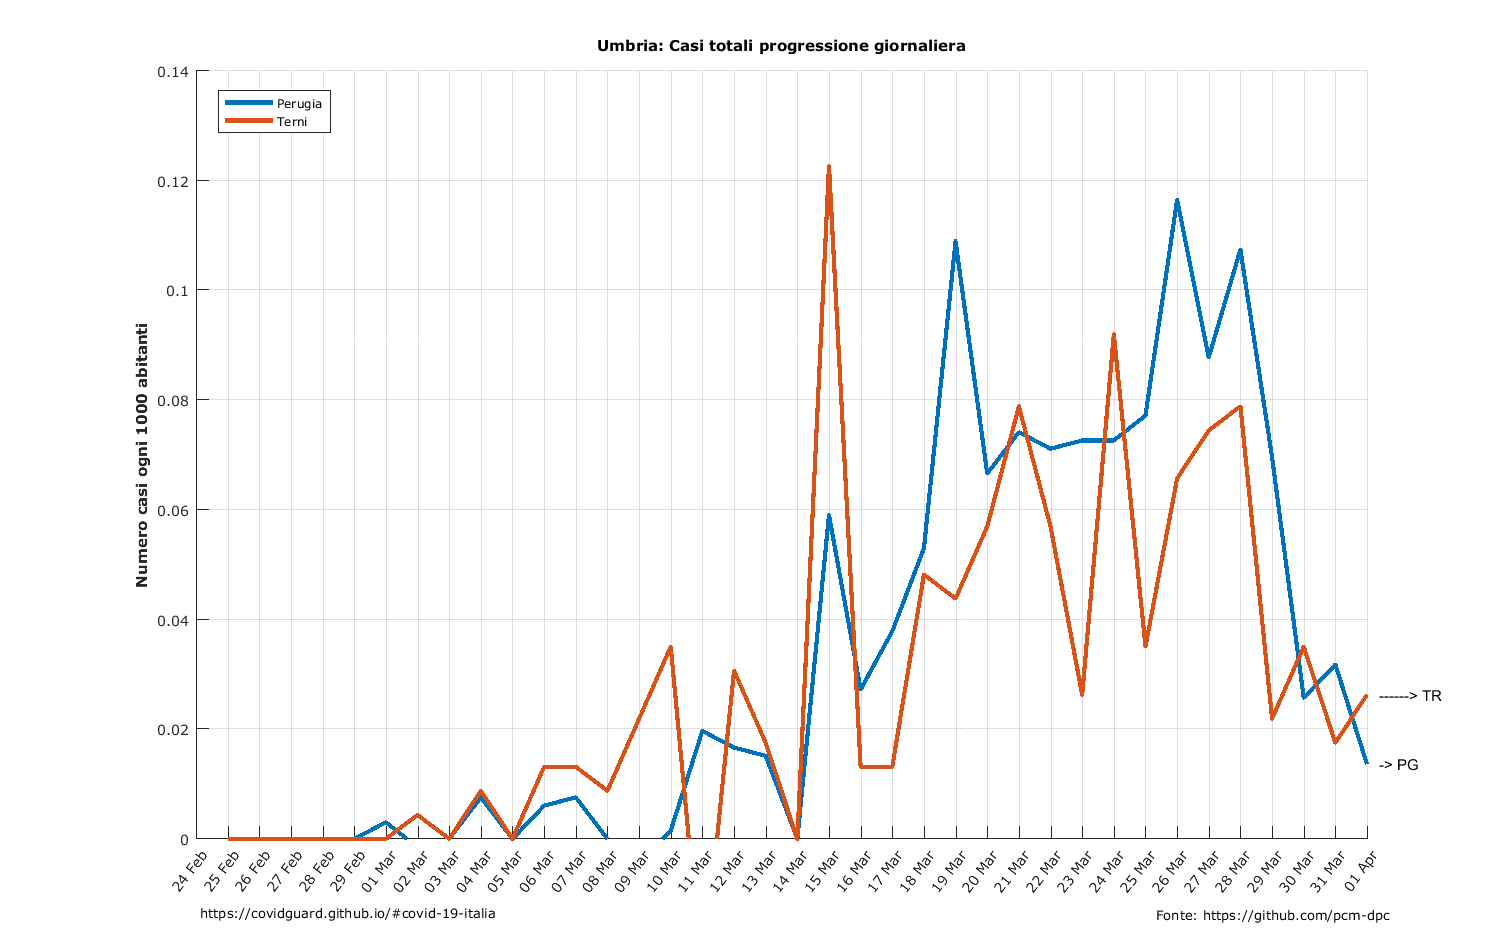 Umbria: Casi totali progressione giornaliera
Numero casi ogni 1000 abitanti
0.14
0.12
0.1
0.08
0.06
0.04
0.02
0
Perugia
Terni
------> TR
-> PG
24 Feb
25 Feb
26 Feb
27 Feb
28 Feb
29 Feb
01 Mar
02 Mar
03 Mar
04 Mar
05 Mar
06 Mar
07 Mar
08 Mar
09 Mar
10 Mar
11 Mar
12 Mar
13 Mar
14 Mar
15 Mar
16 Mar
17 Mar
18 Mar
19 Mar
20 Mar
21 Mar
22 Mar
23 Mar
24 Mar
25 Mar
26 Mar
27 Mar
28 Mar
29 Mar
30 Mar
31 Mar
01 Apr
https://covidguard.github.io/#covid-19-italia
Fonte: https://github.com/pcm-dpc